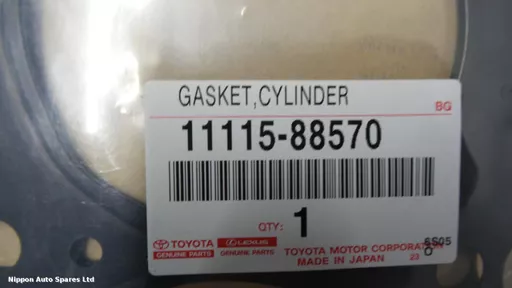 GASKET,CYLINDER
BG
11115-88570
QTY: 1
TOYOTA LEXUS
GENUINE PARTS GENUINE PARTS
TOYOTA MOTOR CORPORATION
MADE IN JAPAN 23
Nippon Auto Spares Ltd